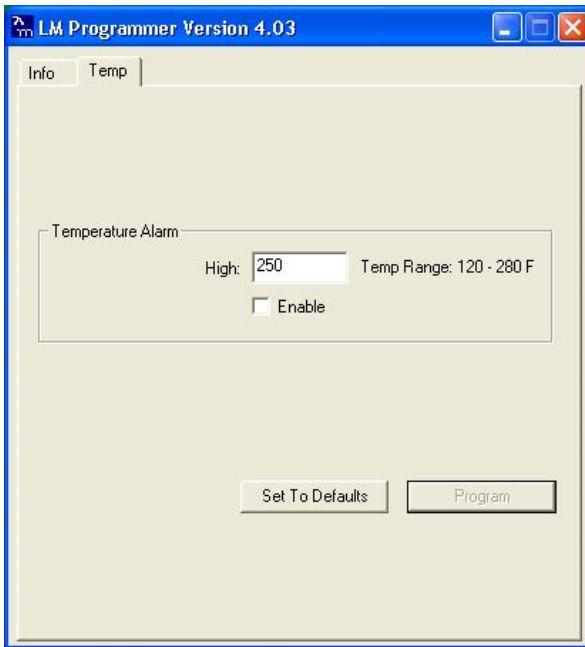 LM Programmer Version 4.03
Info Temp
Temperature Alarm
High: 250 Temp Range: 120 - 280 F
Enable
Set To Defaults Program